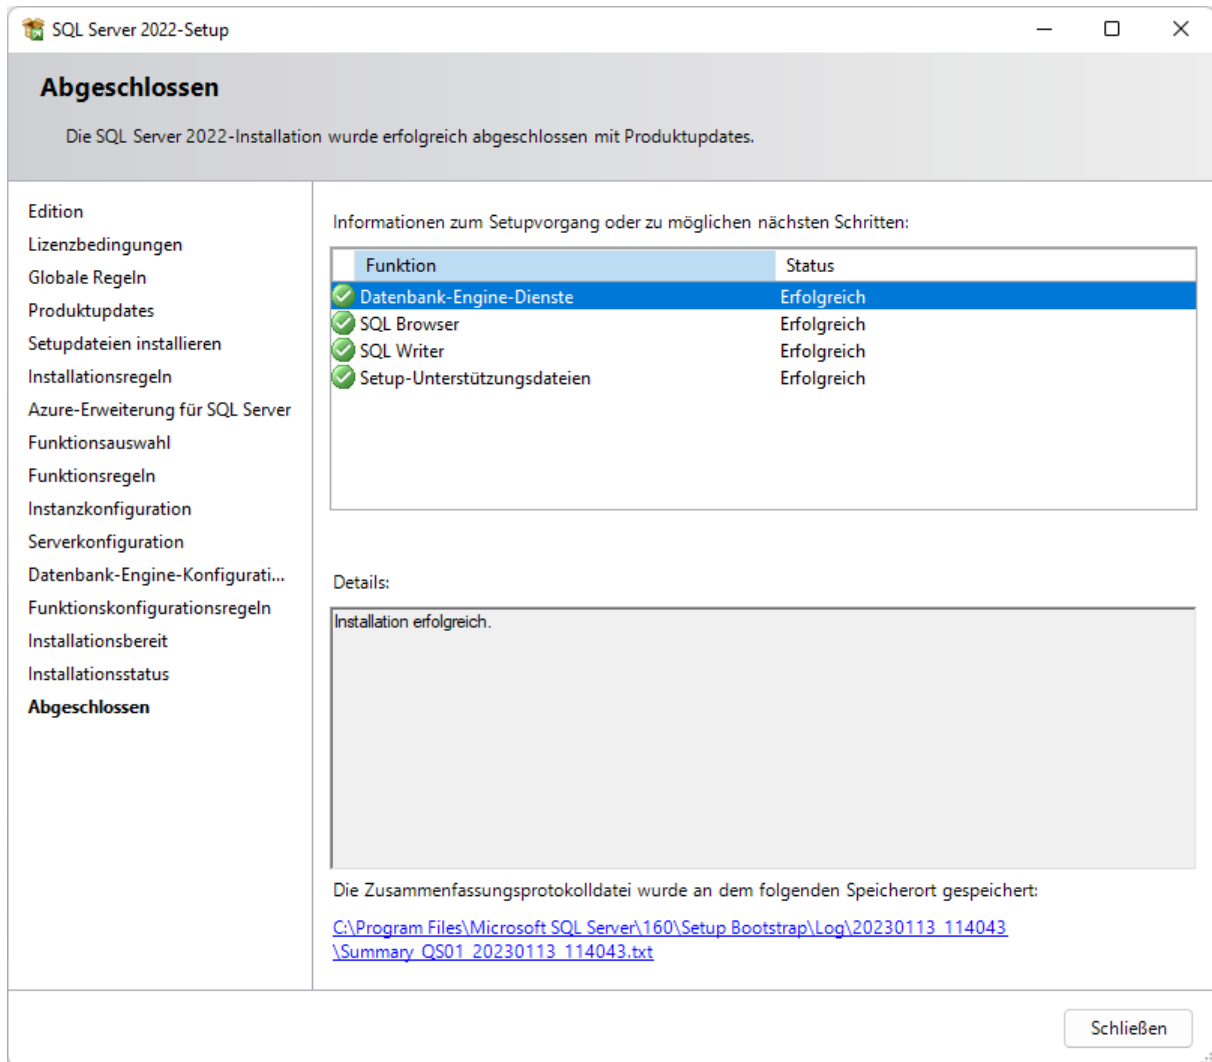 SQL Server 2022-Setup
Abgeschlossen
Die SQL Server 2022-Installation wurde erfolgreich abgeschlossen mit Produktupdates.
Edition
Lizenzbedingungen
Globale Regeln
Produktupdates
Setupdateien installieren
Installationsregeln
Azure-Erweiterung für SQL Server
Funktionsauswahl
Funktionsregeln
Instanzkonfiguration
Serverkonfiguration
Datenbank-Engine-Konfigurati...
Funktionskonfigurationsregeln
Installationsbereit
Installationsstatus
Abgeschlossen
Informationen zum Setupvorgang oder zu möglichen nächsten Schritten:
Funktion Status
Datenbank-Engine-Dienste Erfolgreich
SQL Browser Erfolgreich
SQL Writer Erfolgreich
Setup-Unterstützungsdateien Erfolgreich
Details:
Installation erfolgreich.
Die Zusammenfassungsprotokolldatei wurde an dem folgenden Speicherort gespeichert:
C:\Program Files\Microsoft SQL Server\160\Setup Bootstrap\Log\20230113_114043
\Summary_QS01_20230113_114043.txt
Schließen